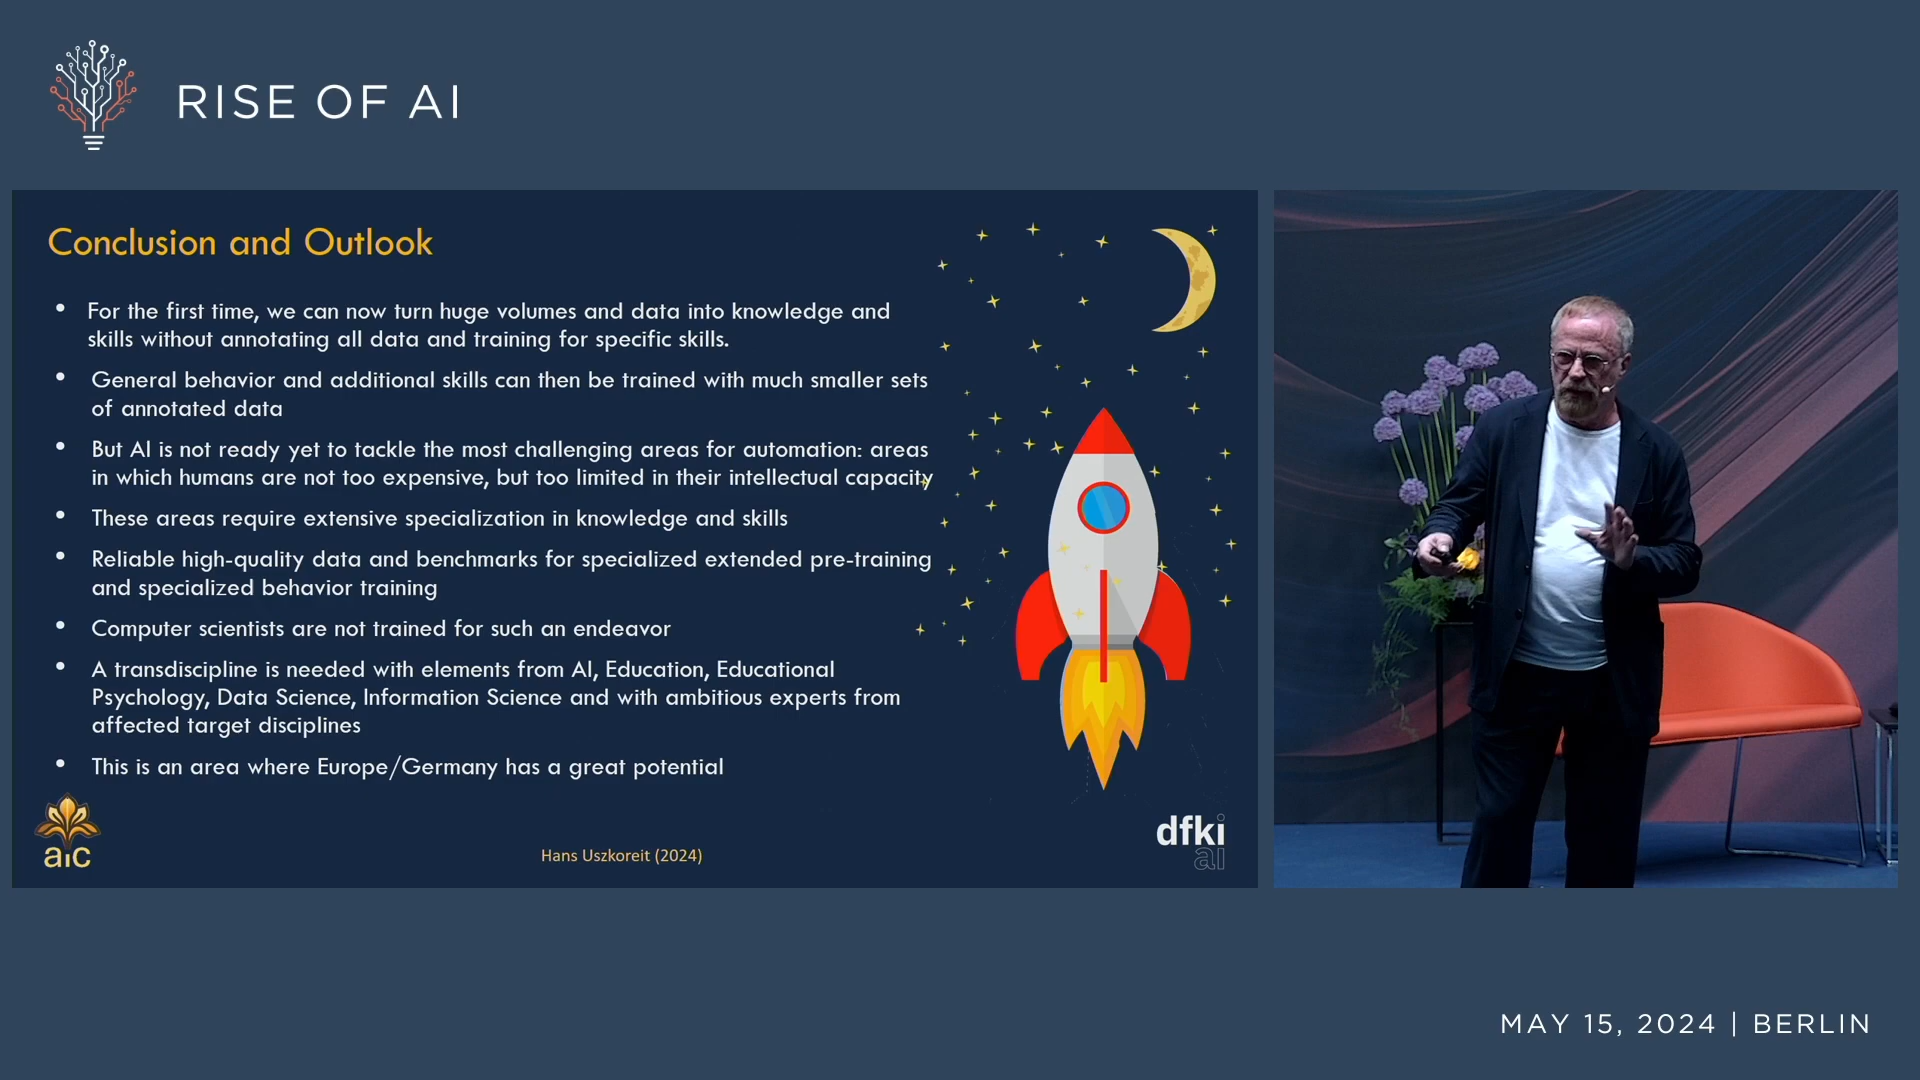 RISE OF AI
Conclusion and Outlook
• For the first time, we can now turn huge volumes and data into knowledge and
skills without annotating all data and training for specific skills.
• General behavior and additional skills can then be trained with much smaller sets
of annotated data
• But AI is not ready yet to tackle the most challenging areas for automation: areas
in which humans are not too expensive, but too limited in their intellectual capacity
• These areas require extensive specialization in knowledge and skills
• Reliable high-quality data and benchmarks for specialized extended pre-training
and specialized behavior training
• Computer scientists are not trained for such an endeavor
• A transdiscipline is needed with elements from AI, Education, Educational
Psychology, Data Science, Information Science and with ambitious experts from
affected target disciplines
• This is an area where Europe/Germany has a great potential
aic
Hans Uszkoreit (2024)
dfki
ai
MAY 15, 2024 | BERLIN